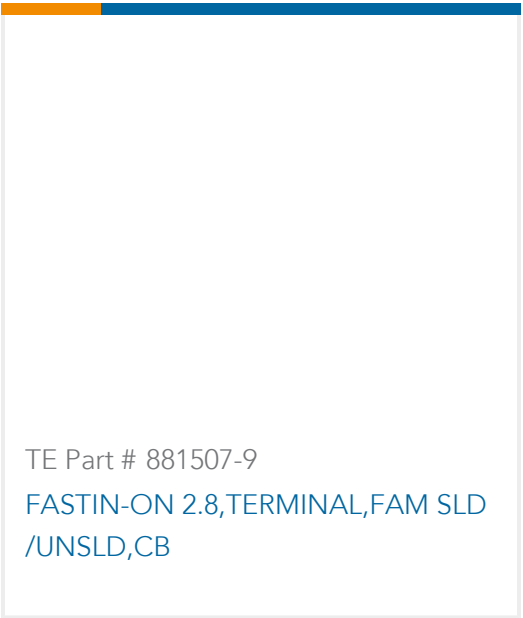 TE Part # 881507-9
FASTIN-ON 2.8,TERMINAL,FAM SLD
/UNSLD,CB